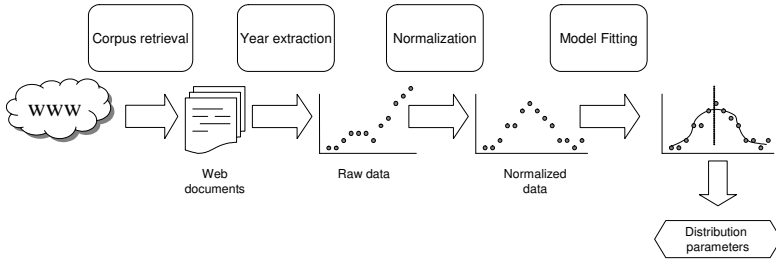 Corpus retrieval
Year extraction
Normalization
Model Fitting
WWW
Web
documents
Raw data
Normalized
data
Distribution
parameters